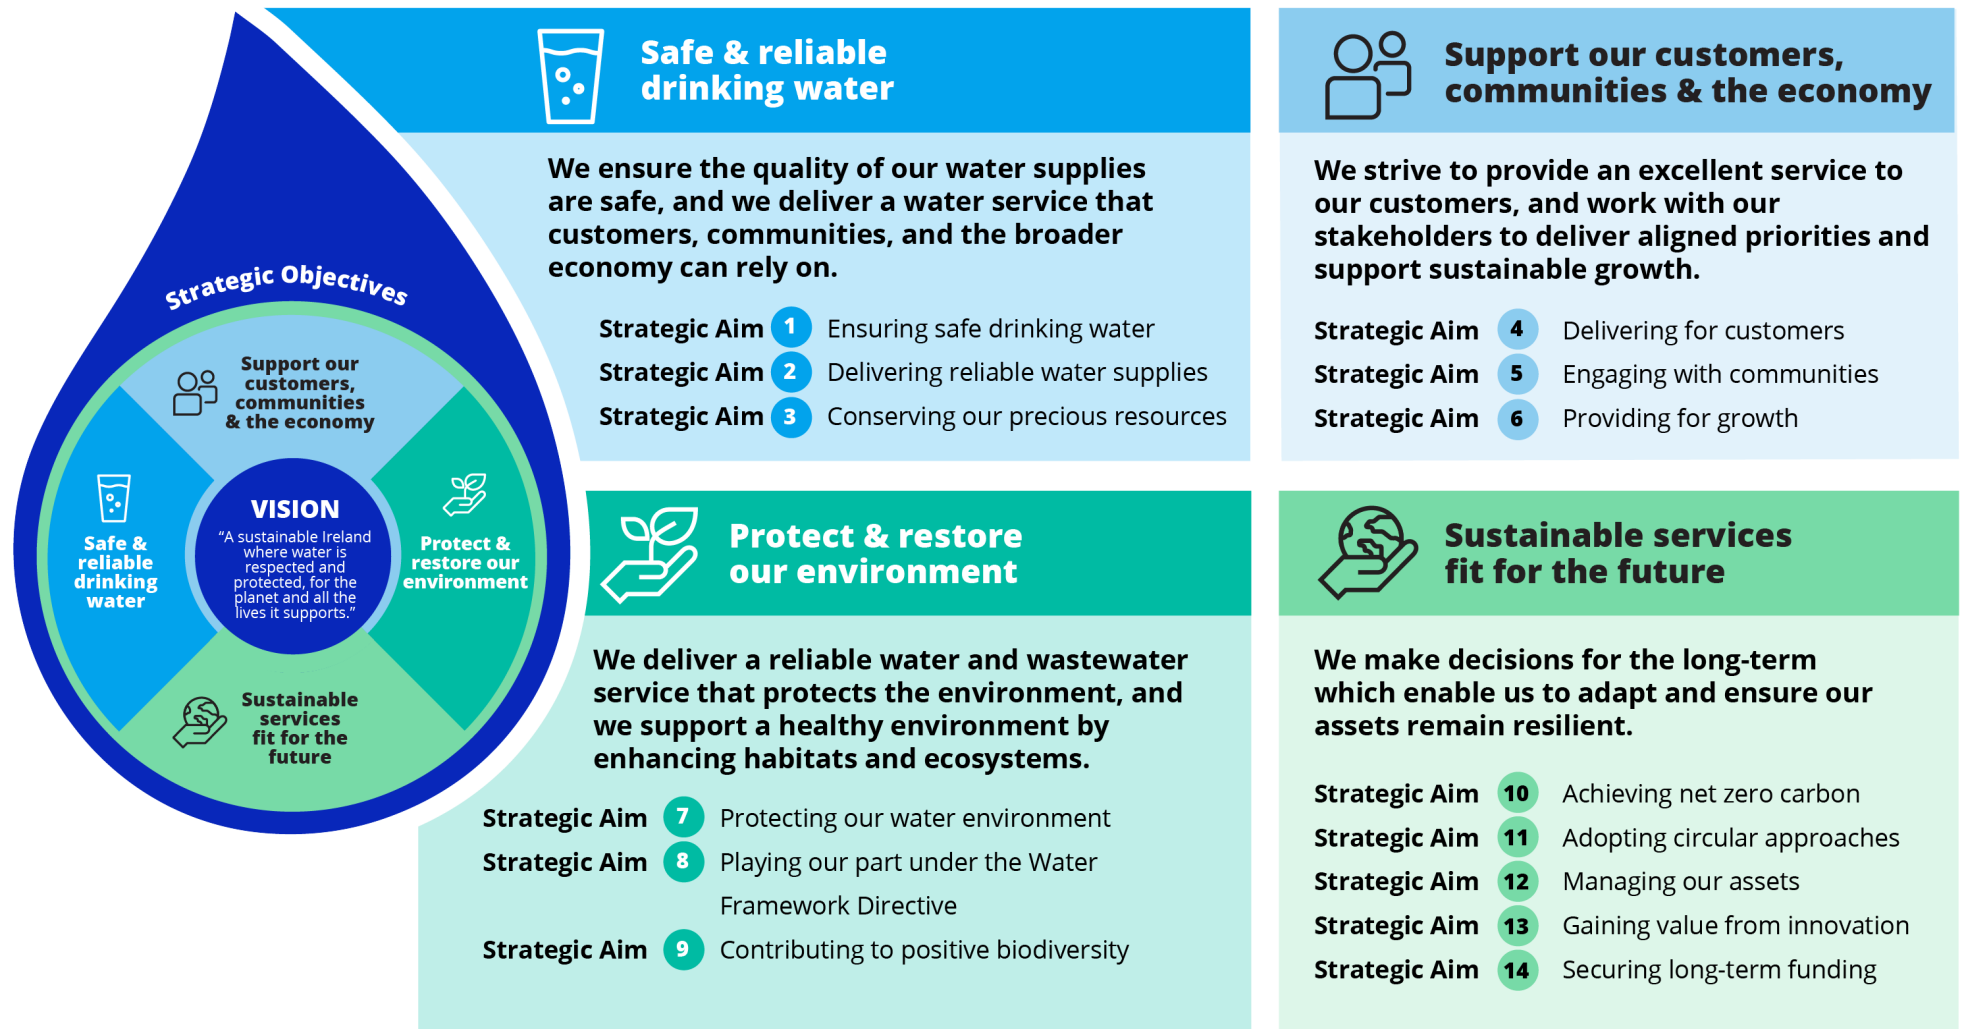 Strategic Objectives
Support our
customers,
communities
& the economy
Safe &
reliable
drinking
water
VISION
“A sustainable Ireland
where water is
respected and
protected, for the
planet and all the
lives it supports.”
Protect &
restore our
environment
Sustainable
services
fit for the
future
Safe & reliable
drinking water
We ensure the quality of our water supplies
are safe, and we deliver a water service that
customers, communities, and the broader
economy can rely on.
Strategic Aim 1 Ensuring safe drinking water
Strategic Aim 2 Delivering reliable water supplies
Strategic Aim 3 Conserving our precious resources
Support our customers,
communities & the economy
We strive to provide an excellent service to
our customers, and work with our
stakeholders to deliver aligned priorities and
support sustainable growth.
Strategic Aim 4 Delivering for customers
Strategic Aim 5 Engaging with communities
Strategic Aim 6 Providing for growth
Protect & restore
our environment
We deliver a reliable water and wastewater
service that protects the environment, and
we support a healthy environment by
enhancing habitats and ecosystems.
Strategic Aim 7 Protecting our water environment
Strategic Aim 8 Playing our part under the Water
Framework Directive
Strategic Aim 9 Contributing to positive biodiversity
Sustainable services
fit for the future
We make decisions for the long-term
which enable us to adapt and ensure our
assets remain resilient.
Strategic Aim 10 Achieving net zero carbon
Strategic Aim 11 Adopting circular approaches
Strategic Aim 12 Managing our assets
Strategic Aim 13 Gaining value from innovation
Strategic Aim 14 Securing long-term funding